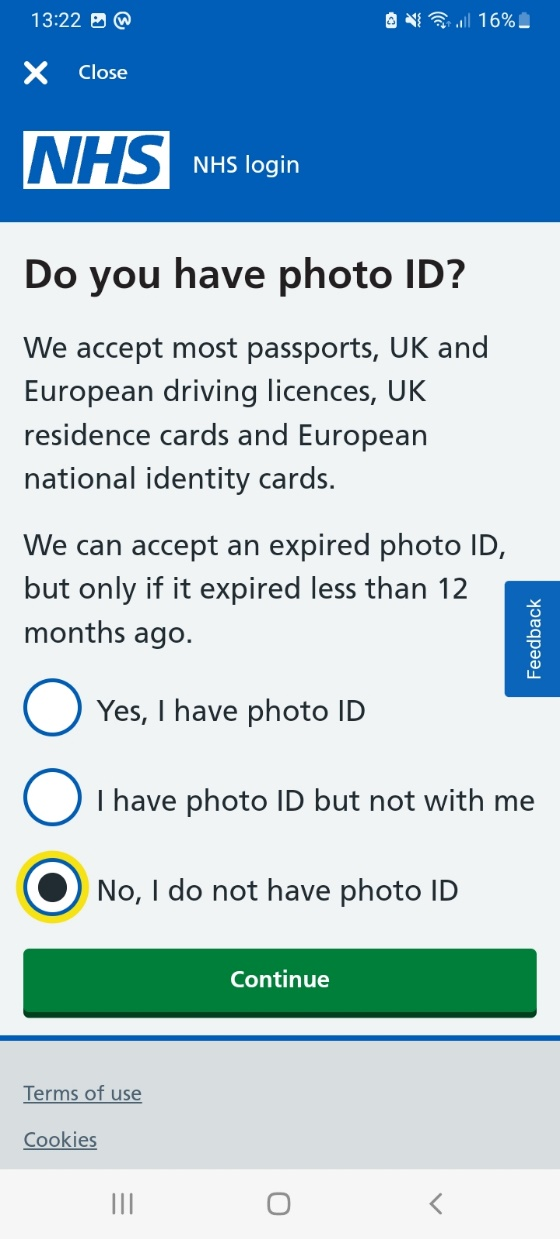 13:22 16%
Close
NHS NHS login
Do you have photo ID?
We accept most passports, UK and
European driving licences, UK
residence cards and European
national identity cards.
We can accept an expired photo ID,
but only if it expired less than 12
months ago.
Feedback
Yes, I have photo ID
I have photo ID but not with me
No, I do not have photo ID
Continue
Terms of use
Cookies